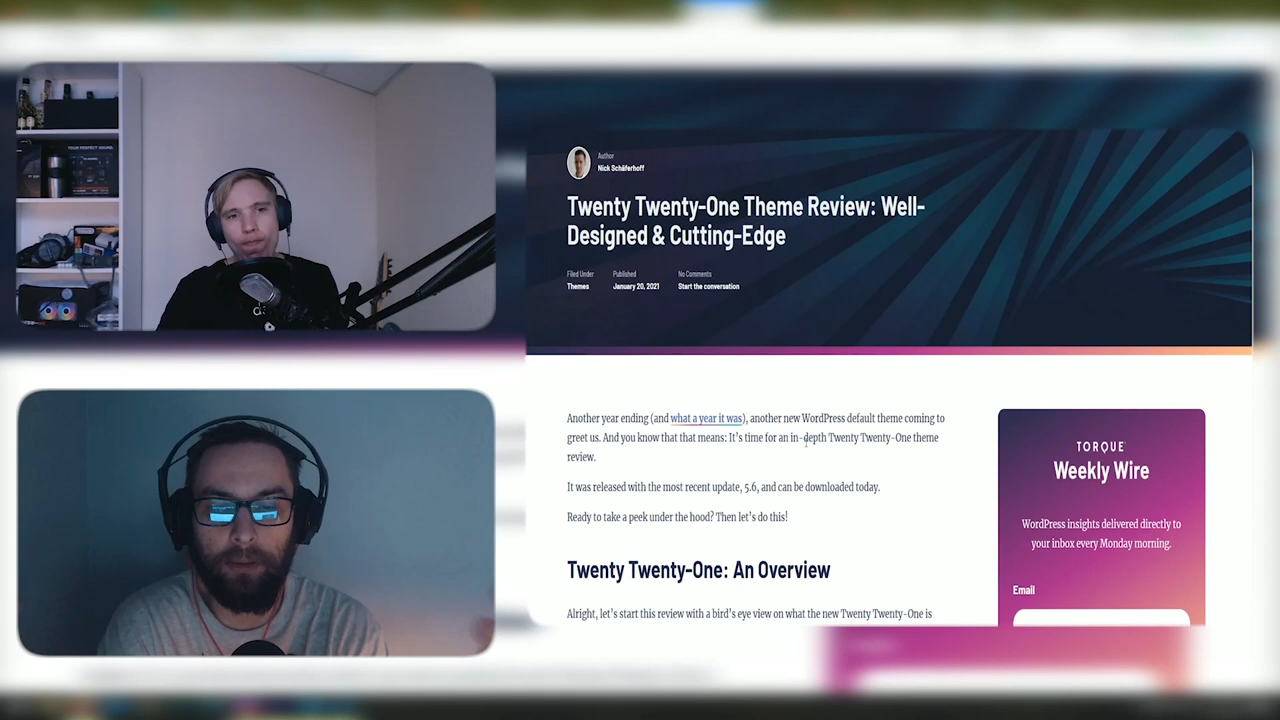 Author
Nick Schäferhoff
Twenty Twenty-One Theme Review: Well-
Designed & Cutting-Edge
Filed Under
Themes
Published
January 20, 2021
No Comments
Start the conversation
Another year ending (and what a year it was), another new WordPress default theme coming to
greet us. And you know that that means: It's time for an in-depth Twenty Twenty-One theme
review.
It was released with the most recent update, 5.6, and can be downloaded today.
Ready to take a peek under the hood? Then let's do this!
Twenty Twenty-One: An Overview
Alright, let's start this review with a bird's eye view on what the new Twenty Twenty-One is
TORQUE
Weekly Wire
WordPress insights delivered directly to
your inbox every Monday morning.
Email